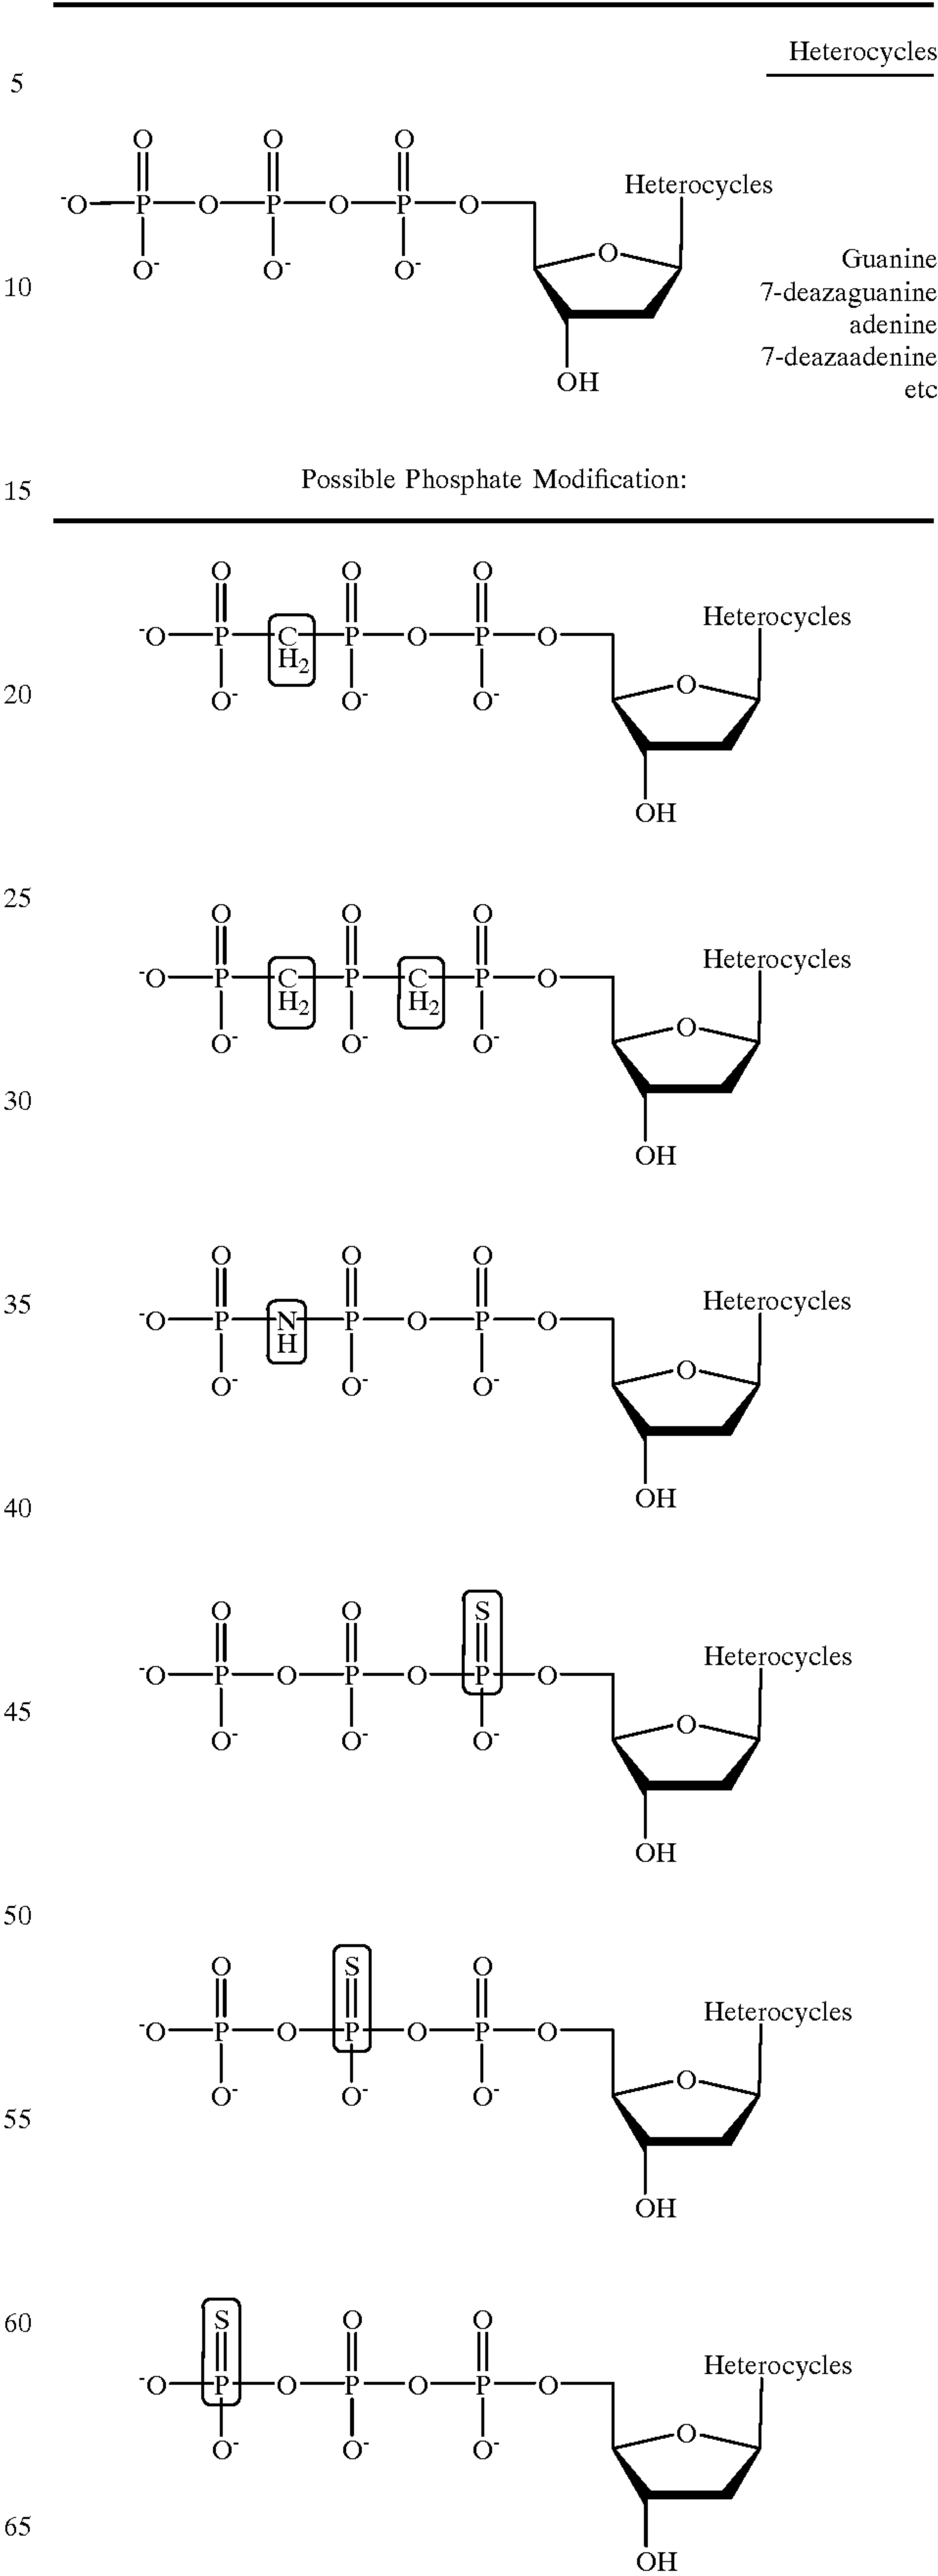 Heterocycles
5
O O O
⁻O P O P O P O Heterocycles
O⁻ O⁻ O⁻ O
Guanine
10
7-deazaguanine
adenine
7-deazaadenine
OH
etc
Possible Phosphate Modification:
15
O O O
Heterocycles
⁻O P C P O P O
H₂
O
20
O⁻ O⁻ O⁻
OH
25
O O O
Heterocycles
⁻O P C P C P O
H₂ H₂
O
O⁻ O⁻ O⁻
30
OH
O O O
35
Heterocycles
⁻O P N P O P O
H
O
O⁻ O⁻ O⁻
OH
40
O O S
Heterocycles
⁻O P O P O P O
45
O
O⁻ O⁻ O⁻
OH
50
O S O
Heterocycles
⁻O P O P O P O
O
O⁻ O⁻ O⁻
55
OH
60
S O O
Heterocycles
⁻O P O P O P O
O
O⁻ O⁻ O⁻
65
OH